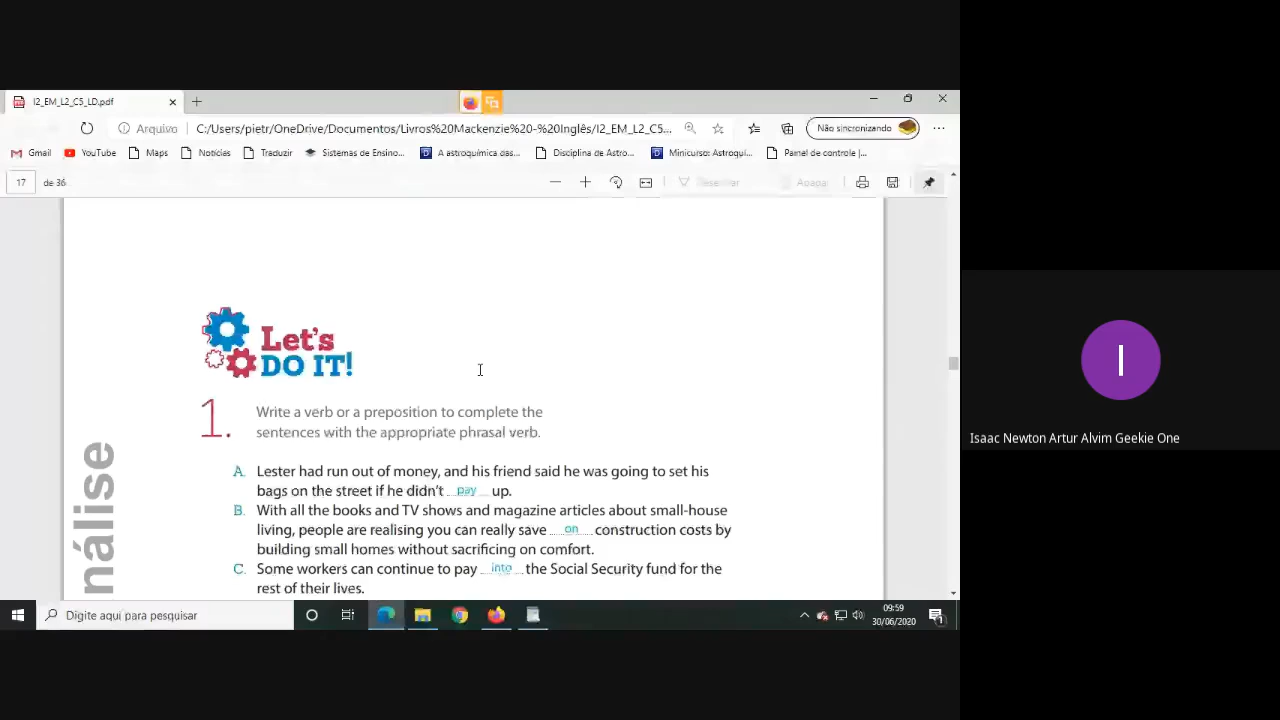 I2_EM_L2_C5_LD.pdf
Arquivo
C:/Users/pietr/OneDrive/Documentos/Livros%20Mackenzie%20-%20Inglês/I2_EM_L2_C5...
Não sincronizando
Gmail
YouTube
Maps
Notícias
Traduzir
Sistemas de Ensino...
A astroquímica das...
Disciplina de Astro...
Minicurso: Astroquí...
Painel de controle |...
17 de 36
Desenhar
Apagar
Let's
DO IT!
1. Write a verb or a preposition to complete the
sentences with the appropriate phrasal verb.
A. Lester had run out of money, and his friend said he was going to set his
bags on the street if he didn't pay up.
B. With all the books and TV shows and magazine articles about small-house
living, people are realising you can really save on construction costs by
building small homes without sacrificing on comfort.
C. Some workers can continue to pay into the Social Security fund for the
rest of their lives.
nálise
I
Isaac Newton Artur Alvim Geekie One
Digite aqui para pesquisar
09:59
30/06/2020
1